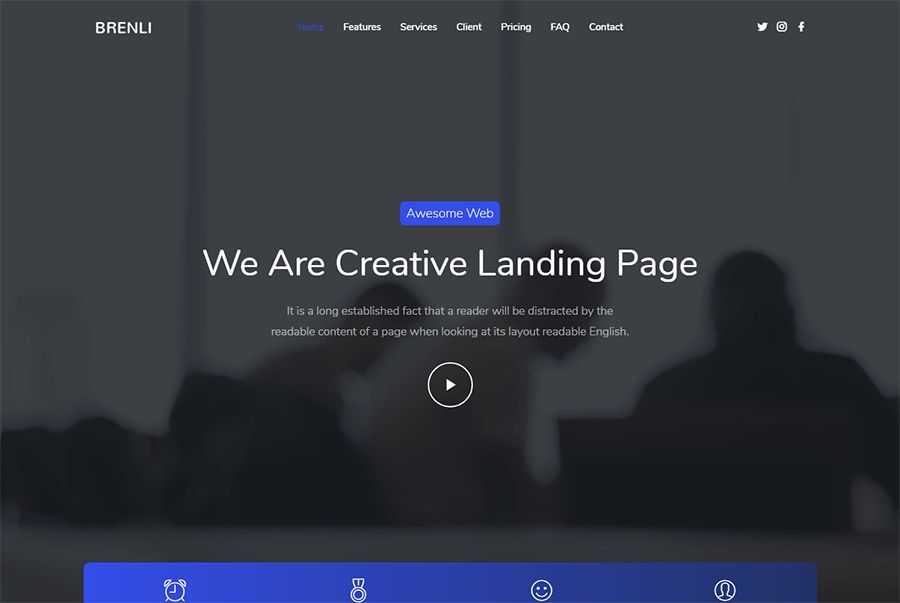 BRENLI
Home Features Services Client Pricing FAQ Contact
Awesome Web
We Are Creative Landing Page
It is a long established fact that a reader will be distracted by the
readable content of a page when looking at its layout readable English.